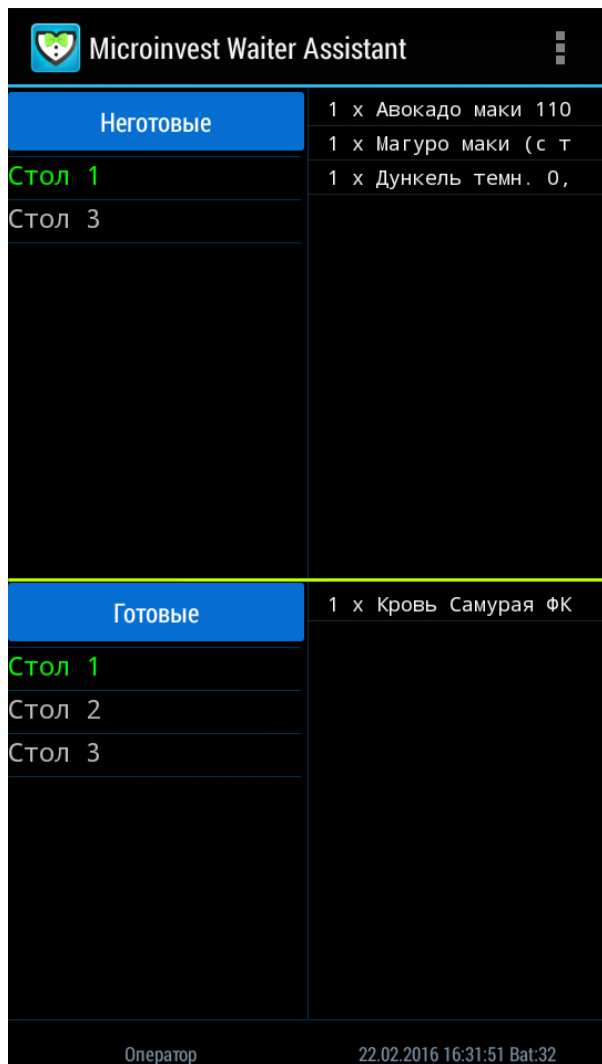 Microinvest Waiter Assistant
Неготовые
Стол 1
Стол 3
1 x Авокадо маки 110
1 x Магуро маки (с т
1 x Дункель темн. 0,
Готовые
Стол 1
Стол 2
Стол 3
1 x Кровь Самурая ФК
Оператор
22.02.2016 16:31:51 Bat:32